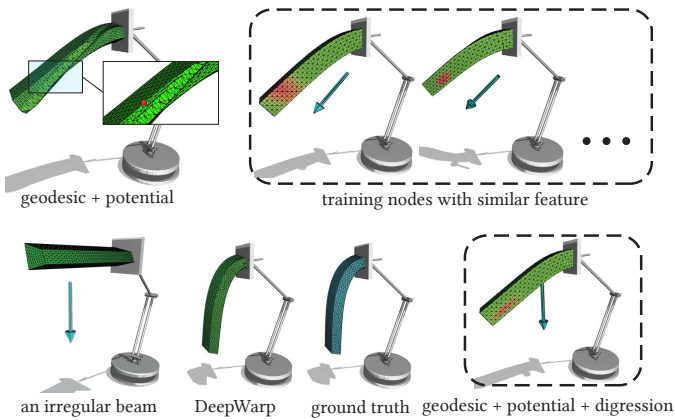 geodesic + potential
training nodes with similar feature
an irregular beam
DeepWarp
ground truth
geodesic + potential + digression